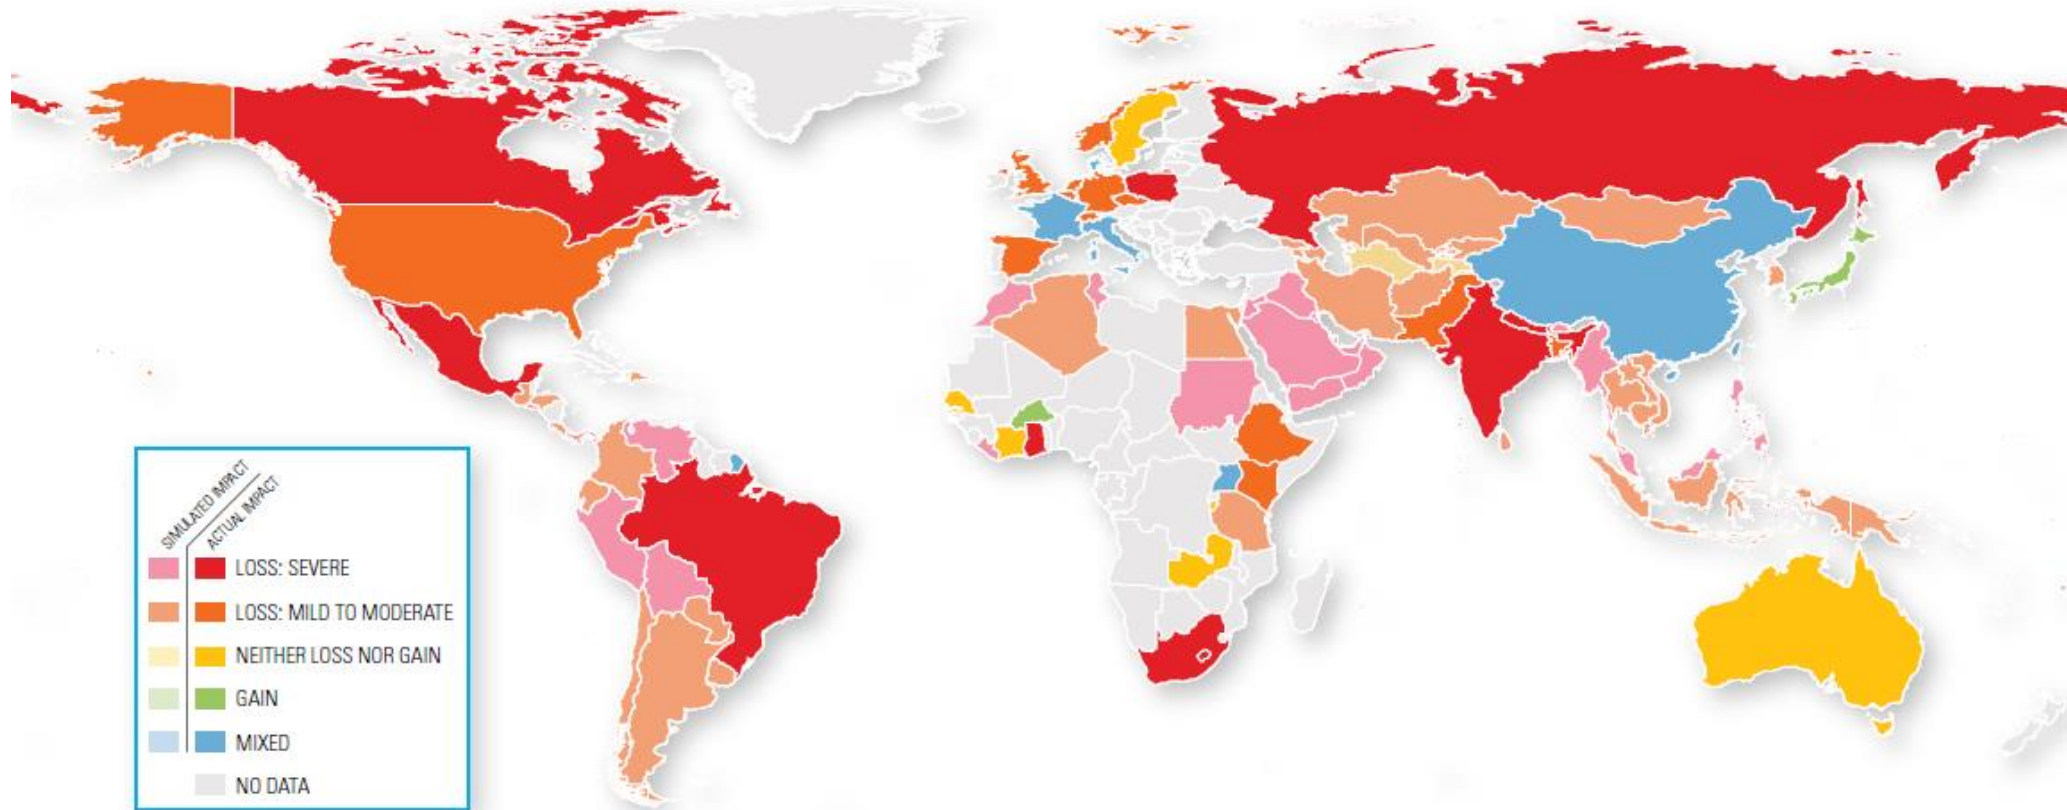 SIMULATED IMPACT
ACTUAL IMPACT
LOSS: SEVERE
LOSS: MILD TO MODERATE
NEITHER LOSS NOR GAIN
GAIN
MIXED
NO DATA